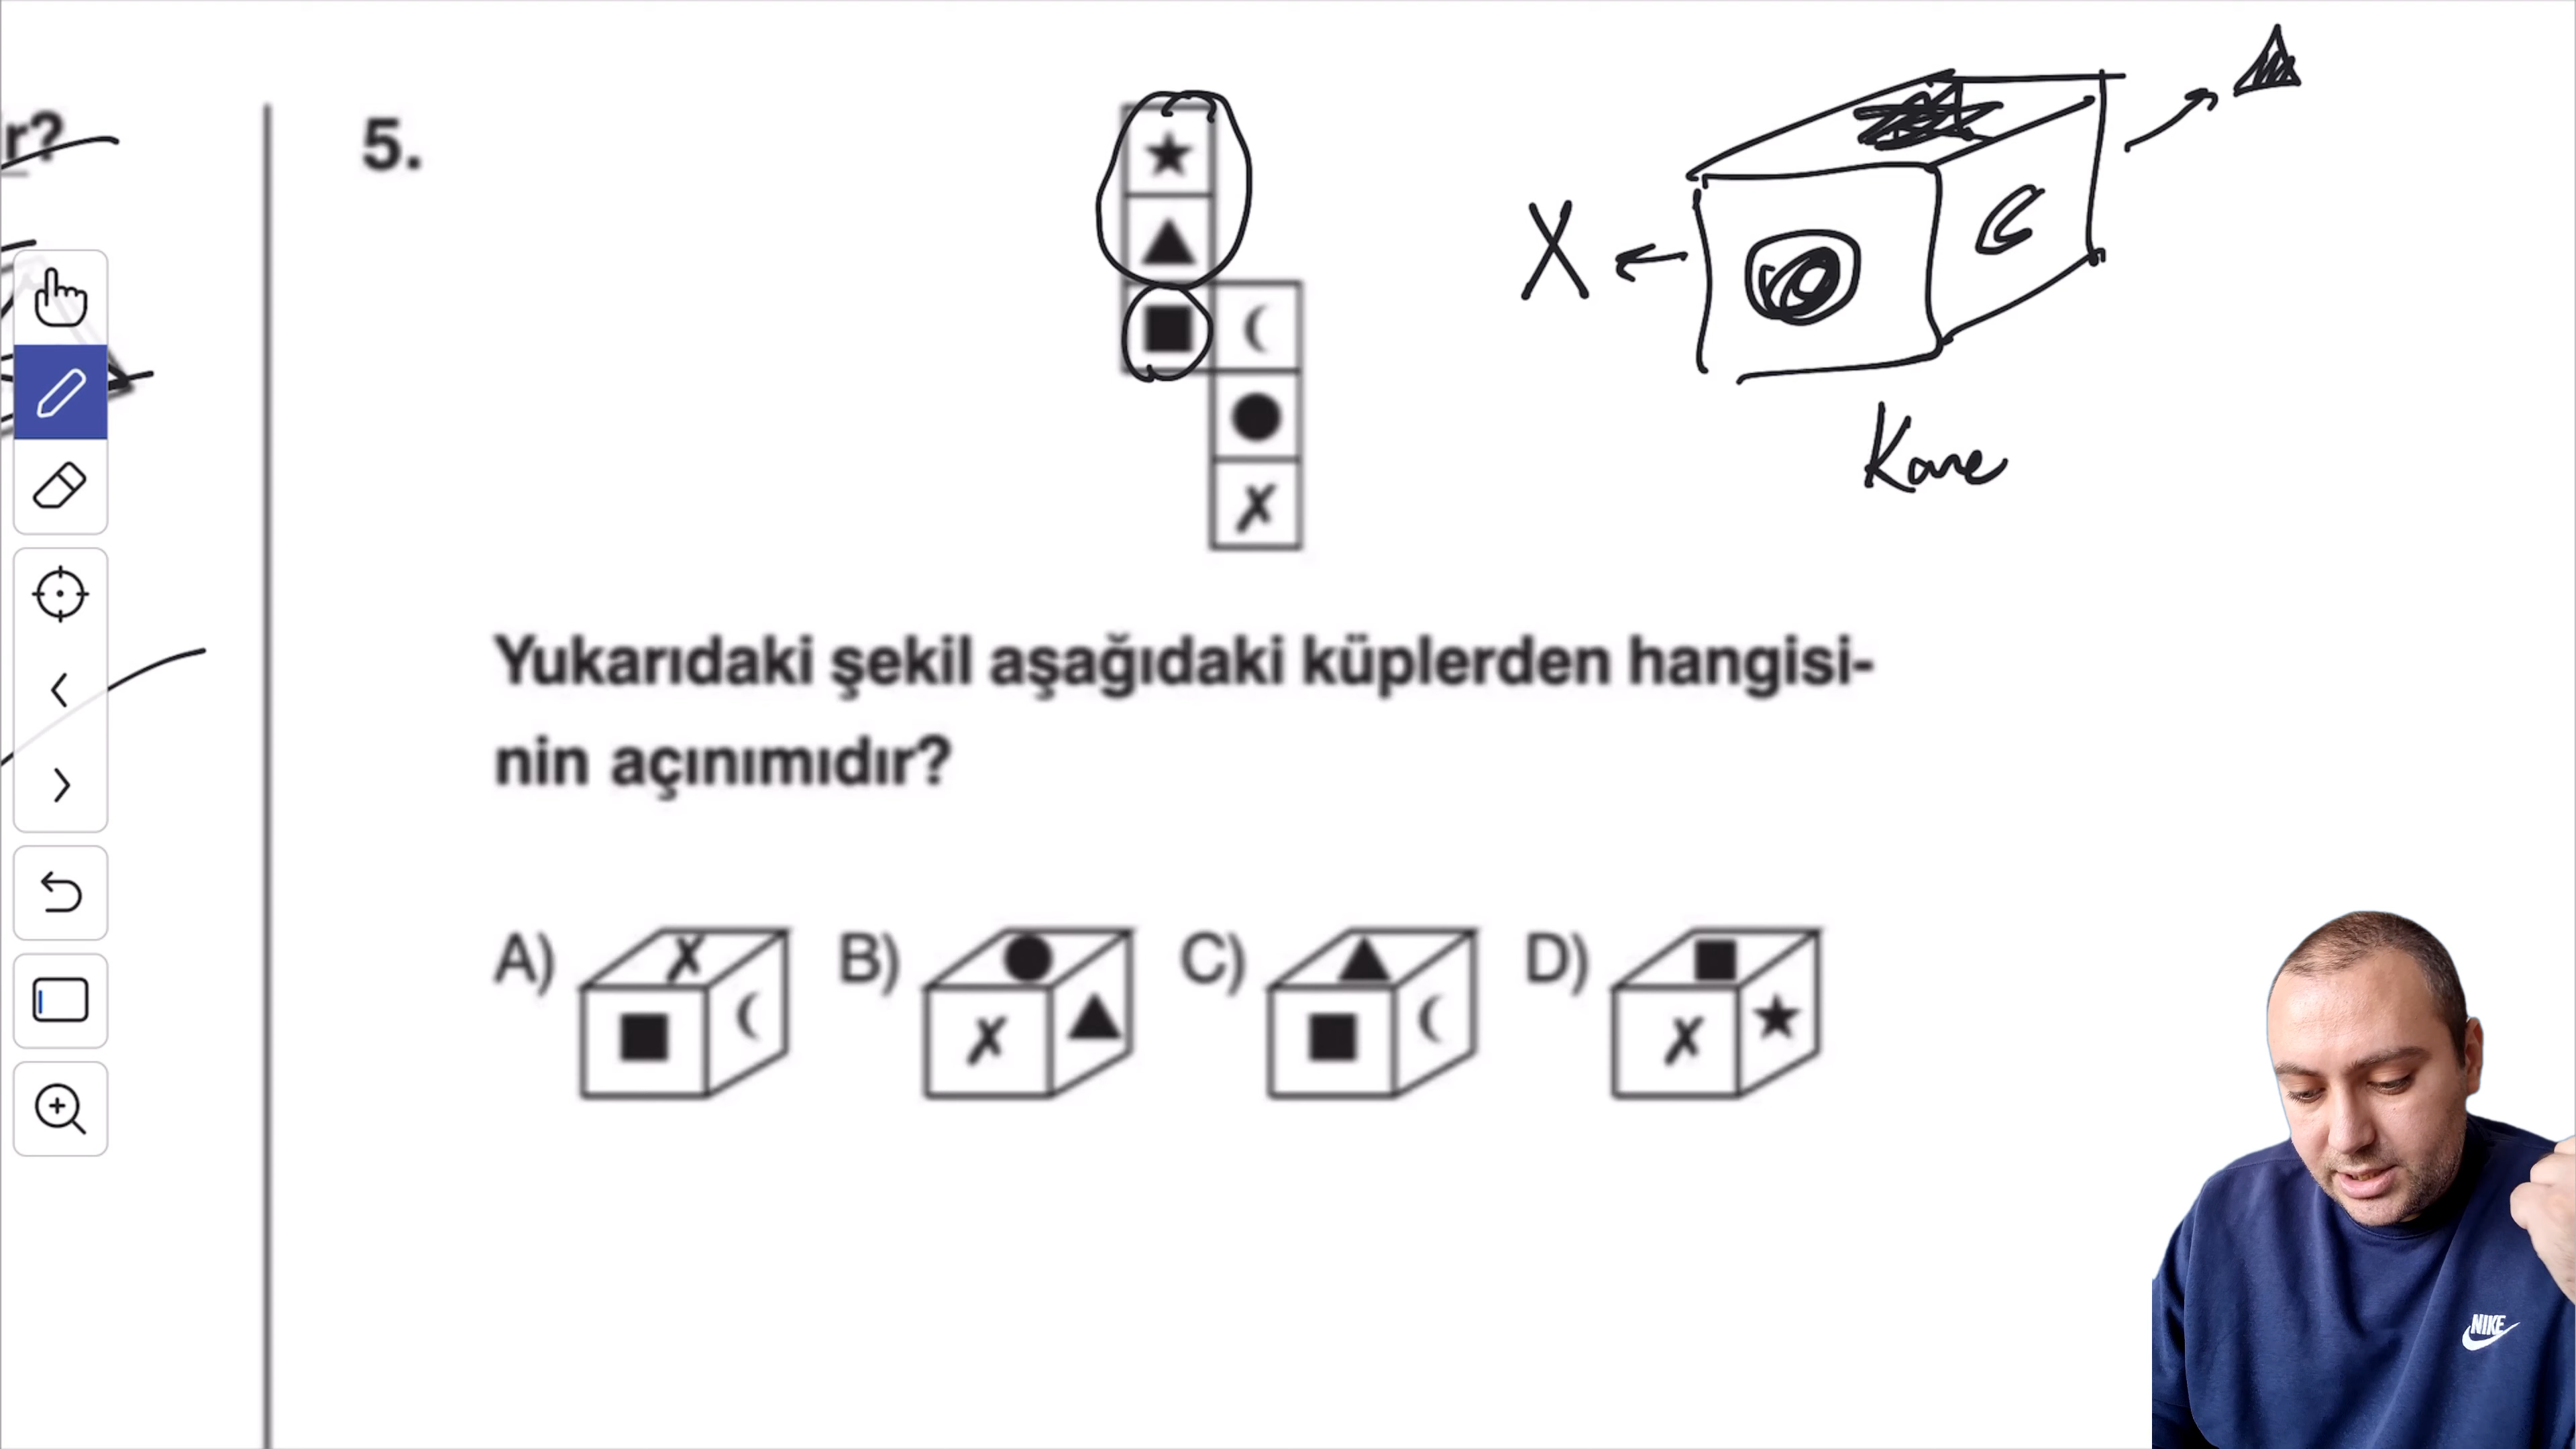 r?
5.
X
Kare
Yukarıdaki şekil aşağıdaki küplerden hangisi-
nin açınımıdır?
A) B) C) D)
NIKE